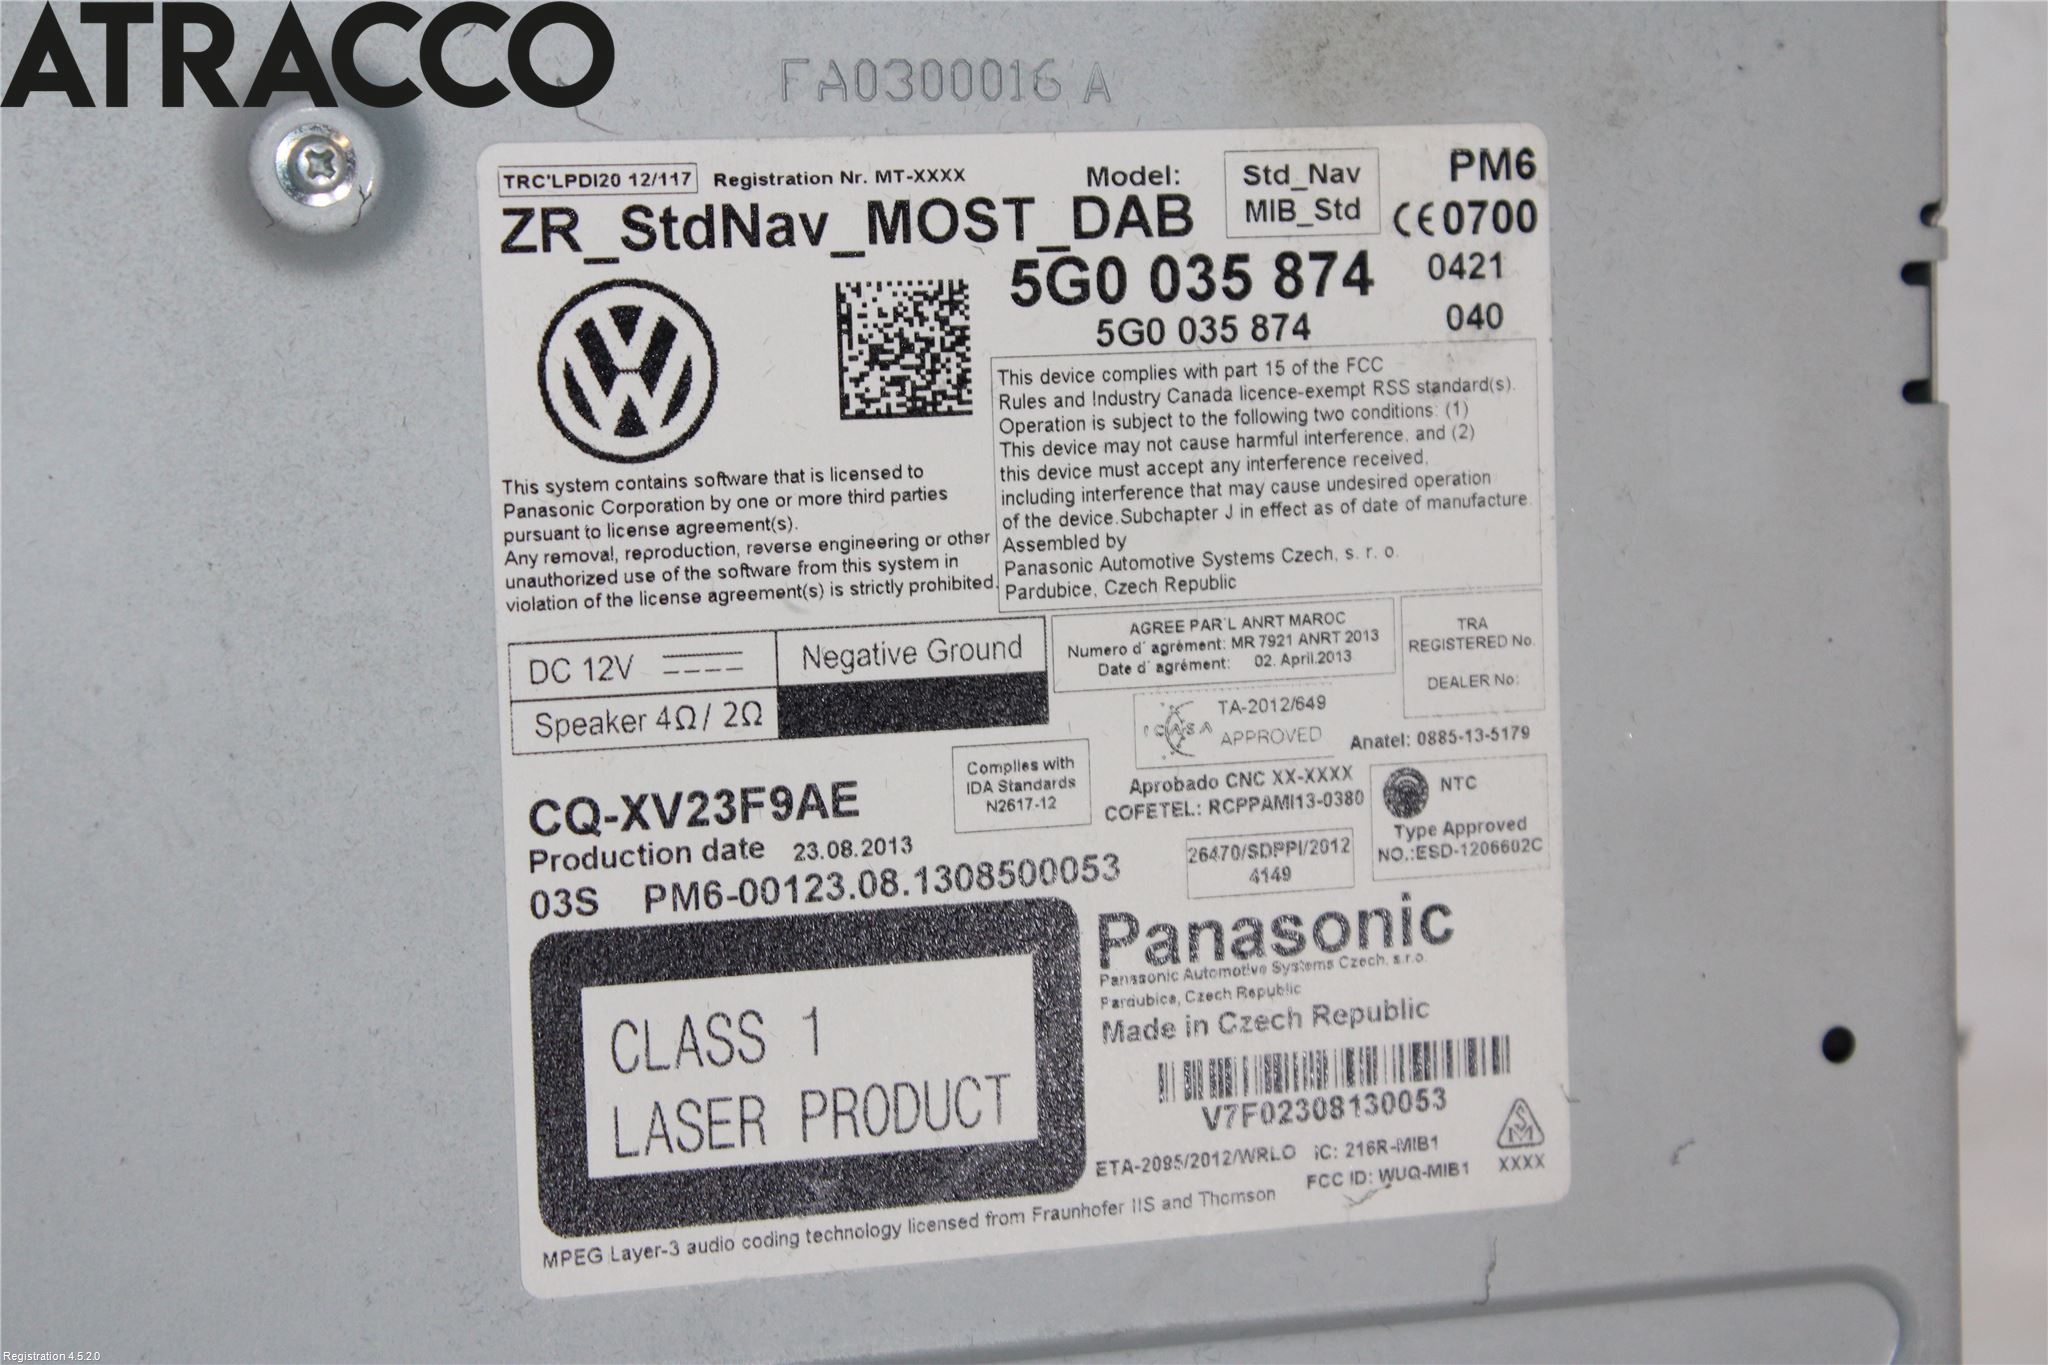 ATRACCO
FA0300016 A
TRC'LPDI20 12/117 Registration Nr. MT-XXXX
Model: Std_Nav MIB_Std
PM6
ZR_StdNav_MOST_DAB
CE0700
5G0 035 874
0421
5G0 035 874
040
This device complies with part 15 of the FCC
Rules and Industry Canada licence-exempt RSS standard(s).
Operation is subject to the following two conditions: (1)
This device may not cause harmful interference, and (2)
this device must accept any interference received,
including interference that may cause undesired operation
of the device.Subchapter J in effect as of date of manufacture.
Assembled by
Panasonic Automotive Systems Czech, s. r. o.
Pardubice, Czech Republic
This system contains software that is licensed to
Panasonic Corporation by one or more third parties
pursuant to license agreement(s).
Any removal, reproduction, reverse engineering or other
unauthorized use of the software from this system in
violation of the license agreement(s) is strictly prohibited.
DC 12V
Negative Ground
Speaker 4Ω/ 2Ω
AGREE PAR'L ANRT MAROC
Numero d' agrément: MR 7921 ANRT 2013
Date d' agrément: 02. April.2013
TRA
REGISTERED No.
DEALER No:
ICASA
TA-2012/649
APPROVED
Anatel: 0885-13-5179
Complies with
IDA Standards
N2617-12
Aprobado CNC XX-XXXX
COFETEL: RCPPAMI13-0380
NTC
Type Approved
NO.:ESD-1206602C
26470/SDPPI/2012
4149
CQ-XV23F9AE
Production date 23.08.2013
03S PM6-00123.08.1308500053
CLASS 1
LASER PRODUCT
Panasonic
Panasonic Automotive Systems Czech, s.r.o.
Pardubice, Czech Republic
Made in Czech Republic
V7F02308130053
ETA-2095/2012/WRLO IC: 216R-MIB1
FCC ID: WUQ-MIB1
SM
XXXX
MPEG Layer-3 audio coding technology licensed from Fraunhofer IIS and Thomson
Registration 4.5.2.0